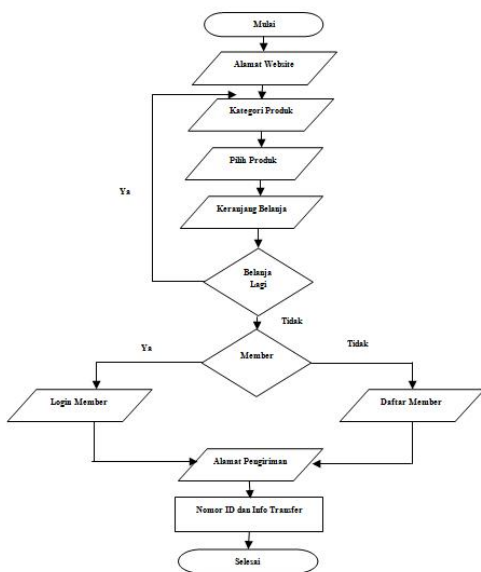 Mulai
Alamat Website
Kategori Produk
Pilih Produk
Ya
Keranjang Belanja
Belanja
Lagi
Tidak
Ya
Member
Tidak
Login Member
Daftar Member
Alamat Pengiriman
Nomor ID dan Info Transfer
Selesai